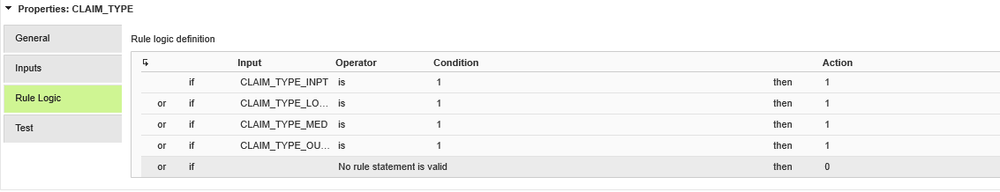 Properties: CLAIM_TYPE
General
Inputs
Rule Logic
Test
Rule logic definition
Input Operator Condition Action
if CLAIM_TYPE_INPT is 1 then 1
or if CLAIM_TYPE_LO... is 1 then 1
or if CLAIM_TYPE_MED is 1 then 1
or if CLAIM_TYPE_OU... is 1 then 1
or if No rule statement is valid then 0